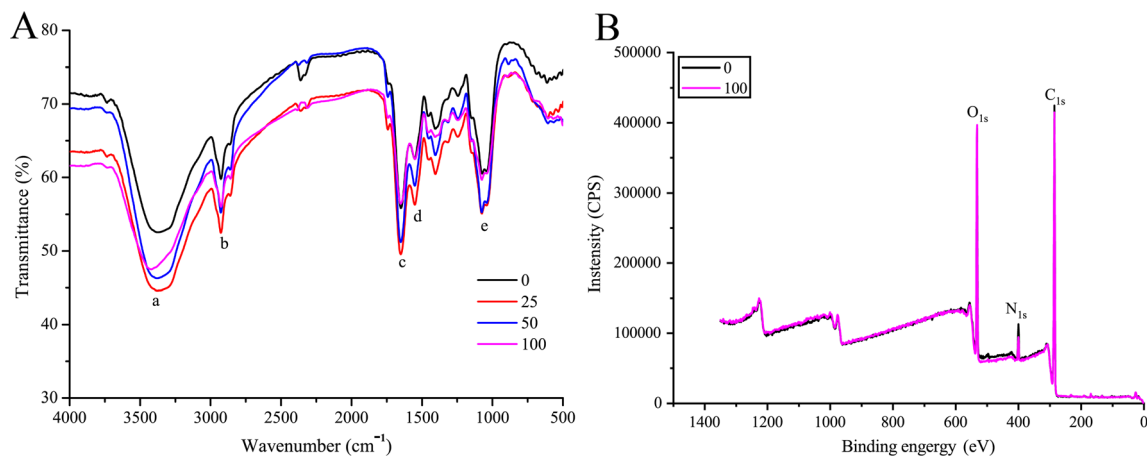 A
Transmittance (%)
80
70
60
50
40
30
4000
3500
3000
2500
2000
1500
1000
500
Wavenumber (cm⁻¹)
a
b
c
d
e
0
25
50
100
B
Instensity (CPS)
500000
400000
300000
200000
100000
0
1400
1200
1000
800
600
400
200
0
Binding engergy (eV)
0
100
O1s
N1s
C1s